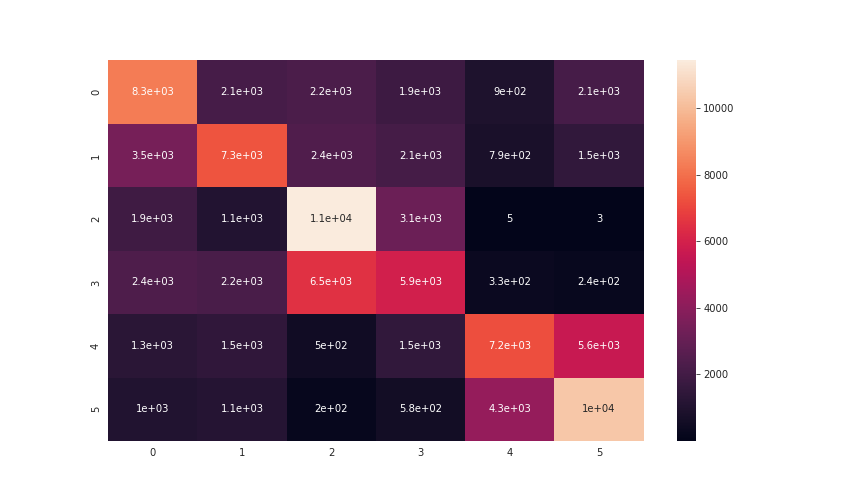 0 8.3e+03 2.1e+03 2.2e+03 1.9e+03 9e+02 2.1e+03
1 3.5e+03 7.3e+03 2.4e+03 2.1e+03 7.9e+02 1.5e+03
2 1.9e+03 1.1e+03 1.1e+04 3.1e+03 5 3
3 2.4e+03 2.2e+03 6.5e+03 5.9e+03 3.3e+02 2.4e+02
4 1.3e+03 1.5e+03 5e+02 1.5e+03 7.2e+03 5.6e+03
5 1e+03 1.1e+03 2e+02 5.8e+02 4.3e+03 1e+04
0 1 2 3 4 5
10000
8000
6000
4000
2000